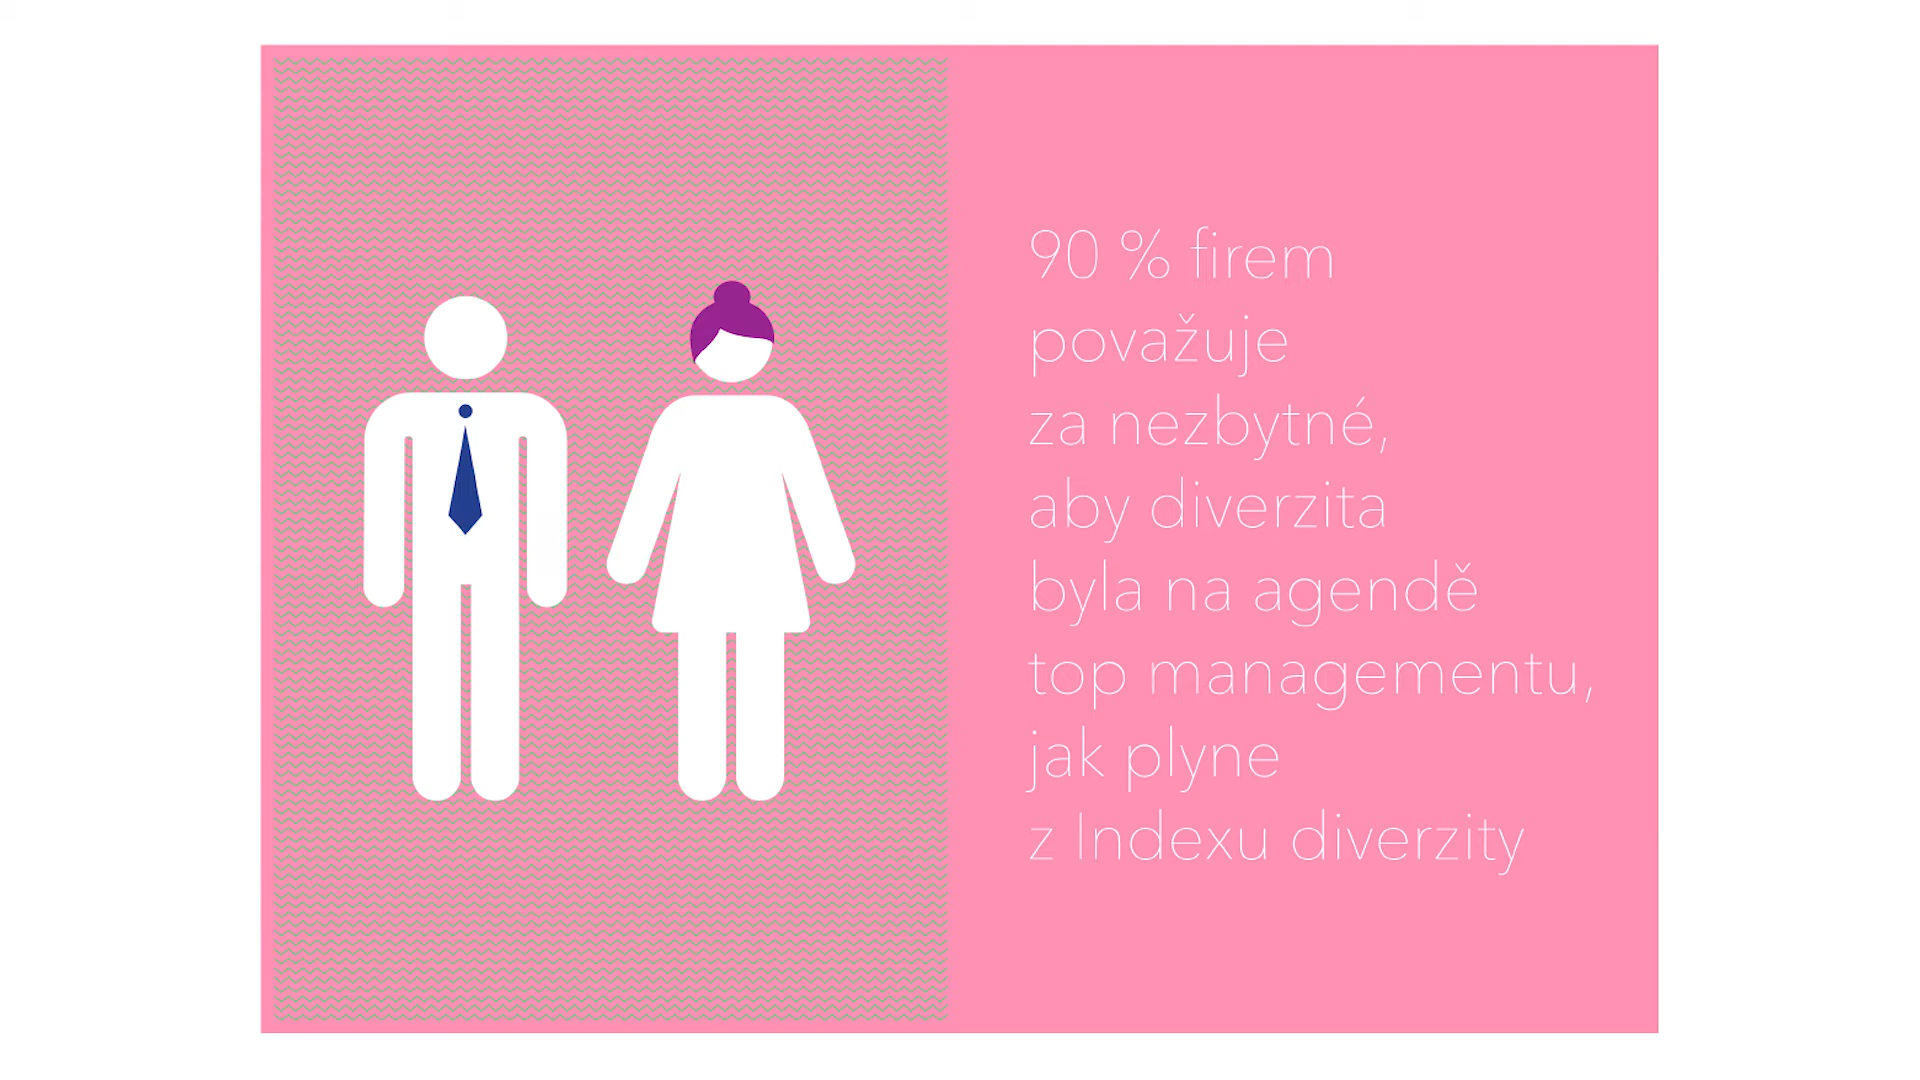 90 % firem
považuje
za nezbytné,
aby diverzita
byla na agendě
top managementu,
jak plyne
z Indexu diverzity